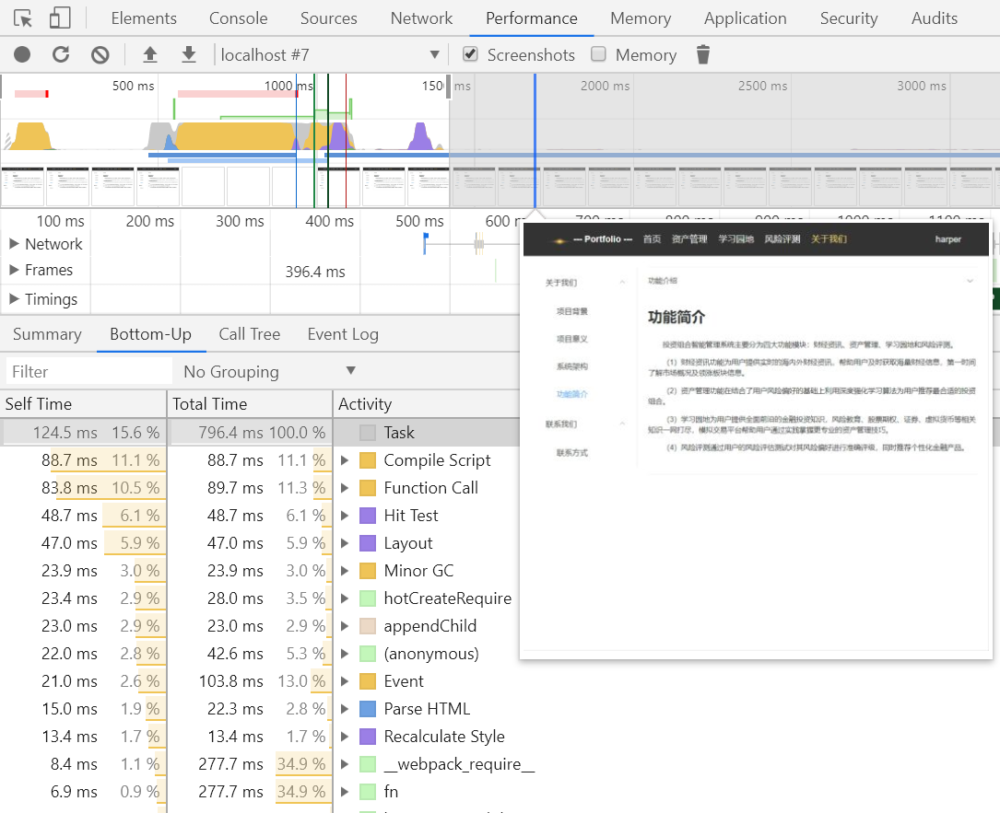 Elements Console Sources Network Performance Memory Application Security Audits
localhost #7 Screenshots Memory
500 ms 1000 ms 150 ms 2000 ms 2500 ms 3000 ms
100 ms 200 ms 300 ms 400 ms 500 ms 600
Network
Frames 396.4 ms
Timings
--- Portfolio --- 首页 资产管理 学习园地 风险评测 关于我们 harper
关于我们
项目背景
项目意义
系统架构
功能简介
联系我们
联系方式
功能介绍
功能简介
投资组合智能管理系统主要分为四大功能模块：财经资讯、资产管理、学习园地和风险评测。
（1）财经资讯功能为用户提供实时的海内外财经资讯，帮助用户及时获取海量财经信息，第一时间
了解市场概况及领涨板块信息。
（2）资产管理功能在结合了用户风险偏好的基础上利用深度强化学习算法为用户推荐最合适的投资
组合。
（3）学习园地为用户提供全面前沿的金融投资知识，风险教育、股票期权、证券、虚拟货币等相关
知识一网打尽，模拟交易平台帮助用户通过实践掌握更专业的资产管理技巧。
（4）风险评测通过用户的风险评估测试对其风险偏好进行准确评级，同时推荐个性化金融产品。
Summary Bottom-Up Call Tree Event Log
Filter No Grouping
Self Time Total Time Activity
124.5 ms 15.6 % 796.4 ms 100.0 % Task
88.7 ms 11.1 % 88.7 ms 11.1 % Compile Script
83.8 ms 10.5 % 89.7 ms 11.3 % Function Call
48.7 ms 6.1 % 48.7 ms 6.1 % Hit Test
47.0 ms 5.9 % 47.0 ms 5.9 % Layout
23.9 ms 3.0 % 23.9 ms 3.0 % Minor GC
23.4 ms 2.9 % 28.0 ms 3.5 % hotCreateRequire
23.0 ms 2.9 % 23.0 ms 2.9 % appendChild
22.0 ms 2.8 % 42.6 ms 5.3 % (anonymous)
21.0 ms 2.6 % 103.8 ms 13.0 % Event
15.0 ms 1.9 % 22.3 ms 2.8 % Parse HTML
13.4 ms 1.7 % 13.4 ms 1.7 % Recalculate Style
8.4 ms 1.1 % 277.7 ms 34.9 % __webpack_require__
6.9 ms 0.9 % 277.7 ms 34.9 % fn